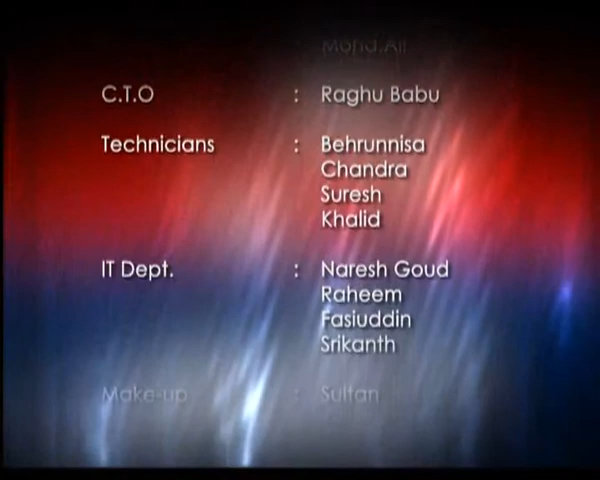 Mohd.Ali
C.T.O : Raghu Babu
Technicians : Behrunnisa
Chandra
Suresh
Khalid
IT Dept. : Naresh Goud
Raheem
Fasiuddin
Srikanth
Make-up : Sultan